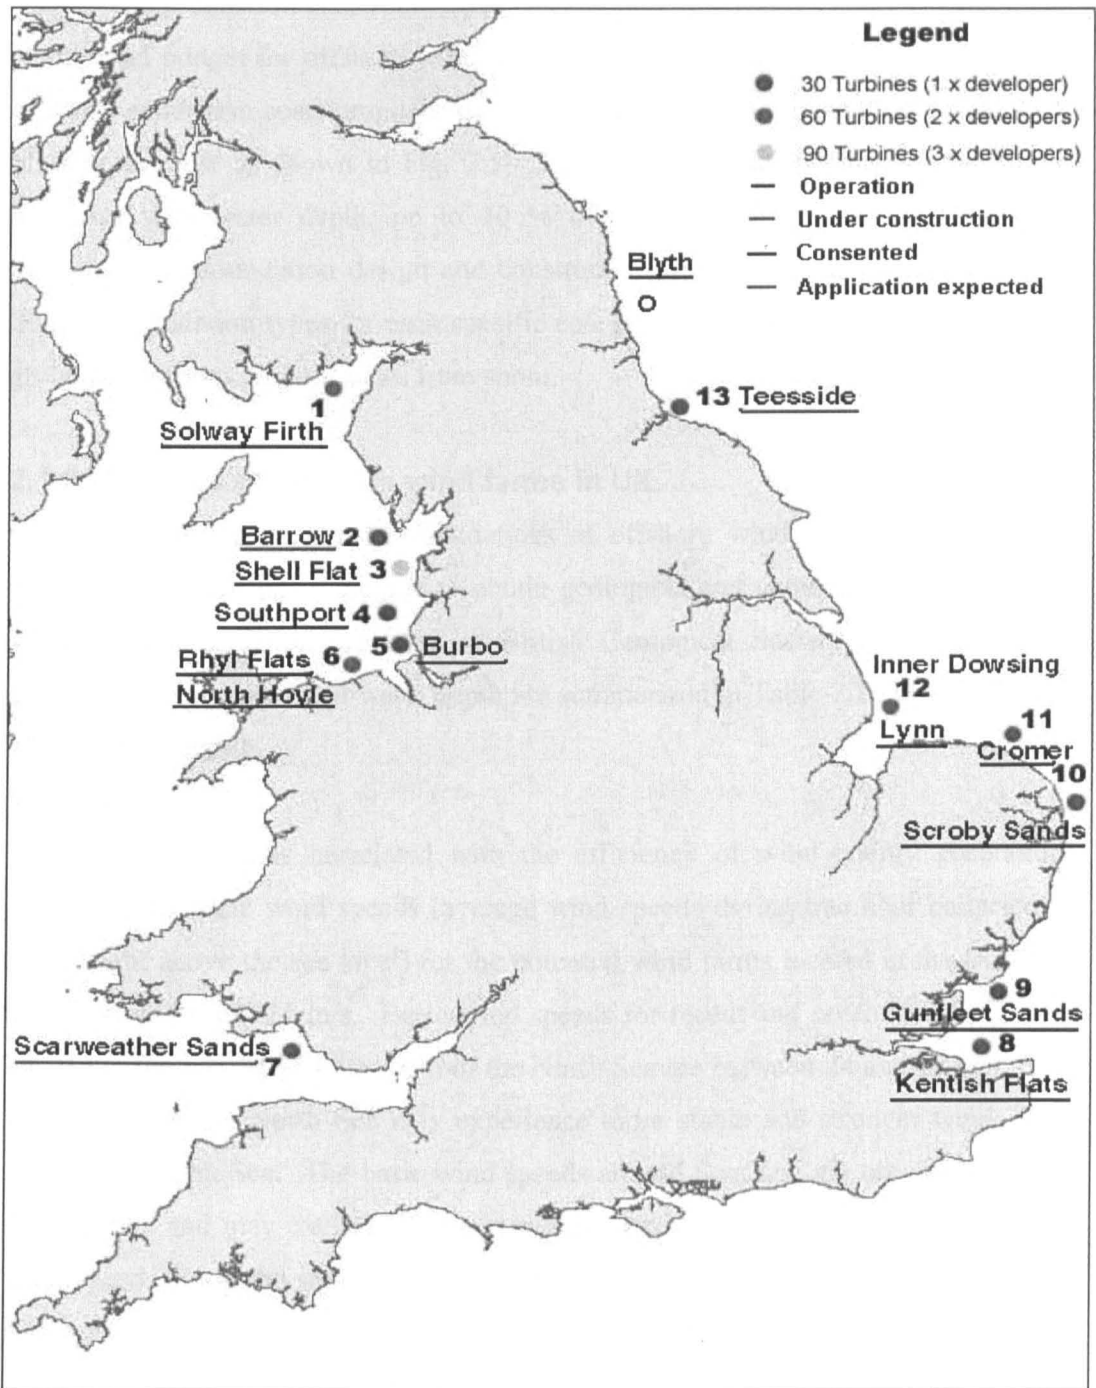 Legend
30 Turbines (1 x developer)
60 Turbines (2 x developers)
90 Turbines (3 x developers)
Operation
Under construction
Consented
Application expected
Blyth
1
Solway Firth
13 Teesside
Barrow 2
Shell Flat 3
Southport 4
5 Burbo
Rhyl Flats 6
North Hoyle
Inner Dowsing
12
Lynn
11
Cromer
10
Scroby Sands
9
Gunfleet Sands
8
Kentish Flats
Scarweather Sands
7